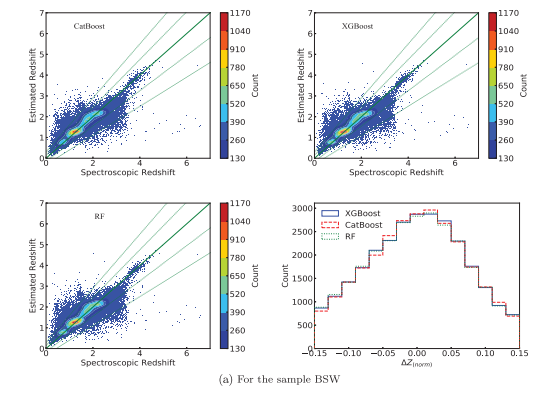 7
6
5
4
3
2
1
0
Estimated Redshift
CatBoost
0 2 4 6
Spectroscopic Redshift
1170
1040
910
780
650
520
390
260
130
Count
7
6
5
4
3
2
1
0
Estimated Redshift
XGBoost
0 2 4 6
Spectroscopic Redshift
1170
1040
910
780
650
520
390
260
130
Count
7
6
5
4
3
2
1
0
Estimated Redshift
RF
0 2 4 6
Spectroscopic Redshift
1170
1040
910
780
650
520
390
260
130
Count
3000
2500
2000
1500
1000
500
0
Count
XGBoost
CatBoost
RF
−0.15 −0.10 −0.05 0.00 0.05 0.10 0.15
ΔZ(norm)
(a) For the sample BSW